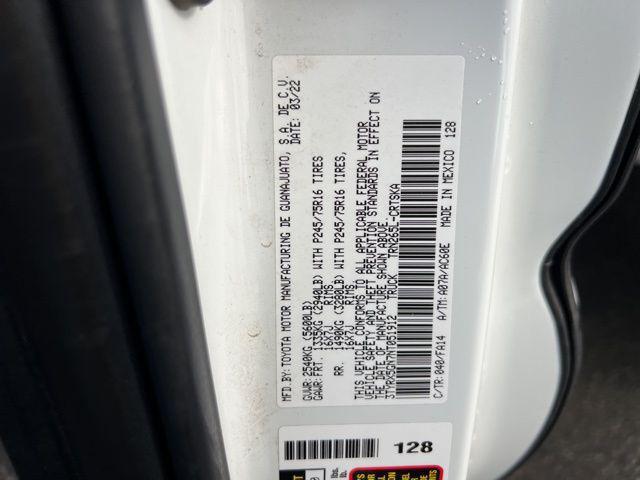 MFD.BY: TOYOTA MOTOR MANUFACTURING DE GUANAJUATO, S.A. DE C.V.
DATE: 03/22
GVWR: 2540KG (5600LB)
GAWR: FRT. 1335KG (2940LB) WITH P245/75R16 TIRES,
16X7J RIMS
RR. 1490KG (3280LB) WITH P245/75R16 TIRES,
16X7J RIMS
THIS VEHICLE CONFORMS TO ALL APPLICABLE FEDERAL MOTOR
VEHICLE SAFETY AND THEFT PREVENTION STANDARDS IN EFFECT ON
THE DATE OF MANUFACTURE SHOWN ABOVE.
3TYRX5GN7NT051912 TRUCK TRN265L-CRTSKA
C/TR: 040/FA14 A/TM: A07A/AC60E MADE IN MEXICO 128
128